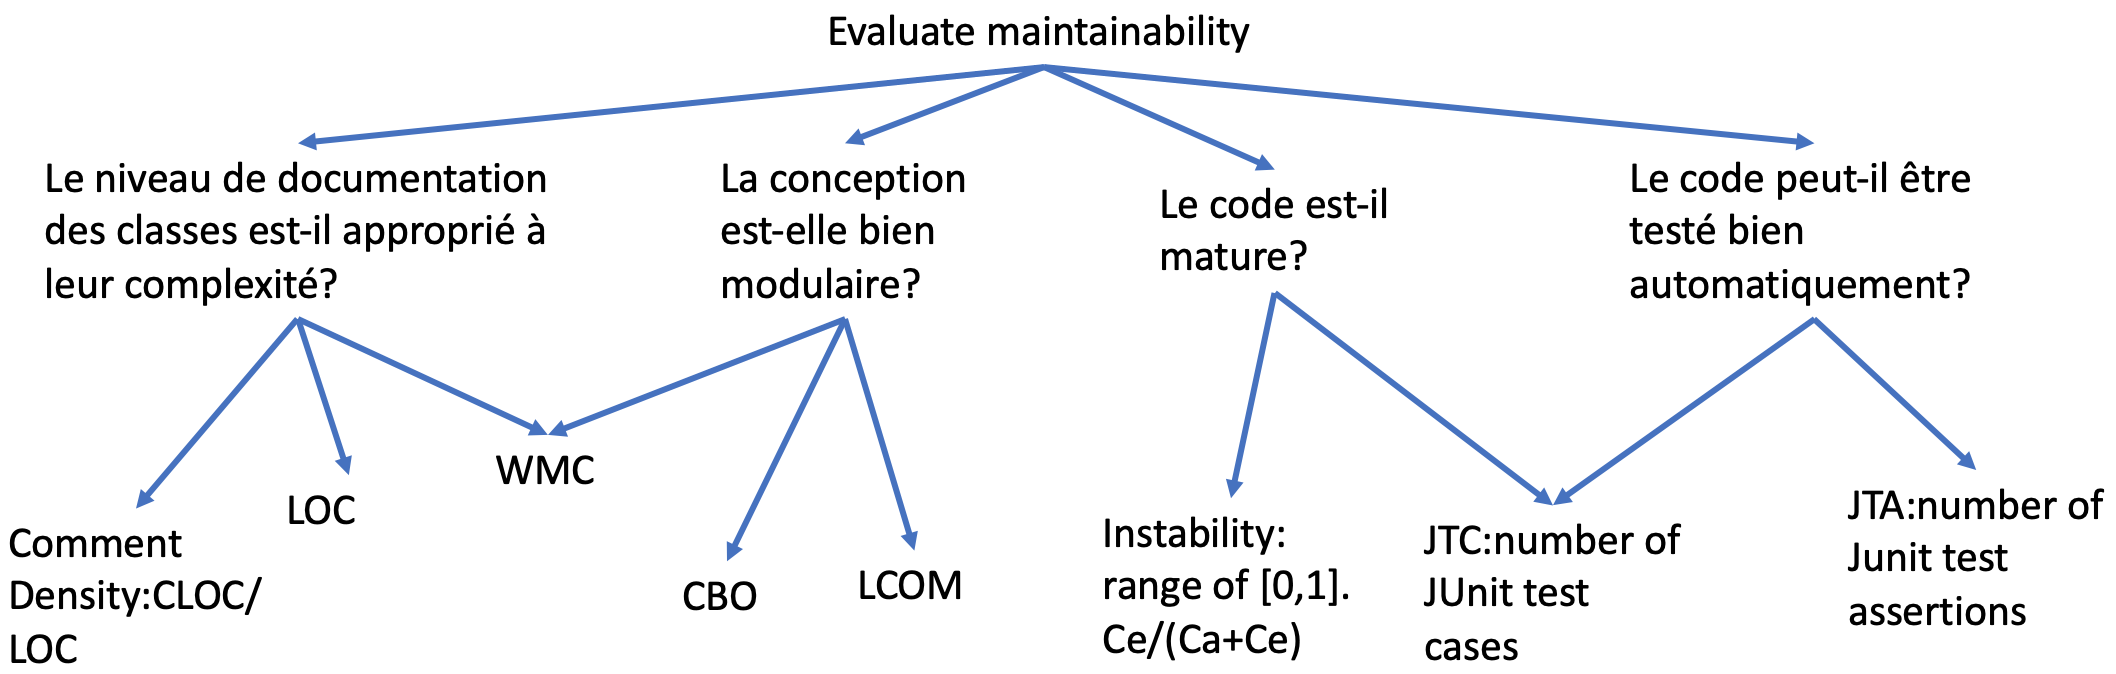 Evaluate maintainability
Le niveau de documentation
des classes est-il approprié à
leur complexité?
La conception
est-elle bien
modulaire?
Le code est-il
mature?
Le code peut-il être
testé bien
automatiquement?
Comment
Density:CLOC/
LOC
LOC
WMC
CBO
LCOM
Instability:
range of [0,1].
Ce/(Ca+Ce)
JTC:number of
JUnit test
cases
JTA:number of
Junit test
assertions